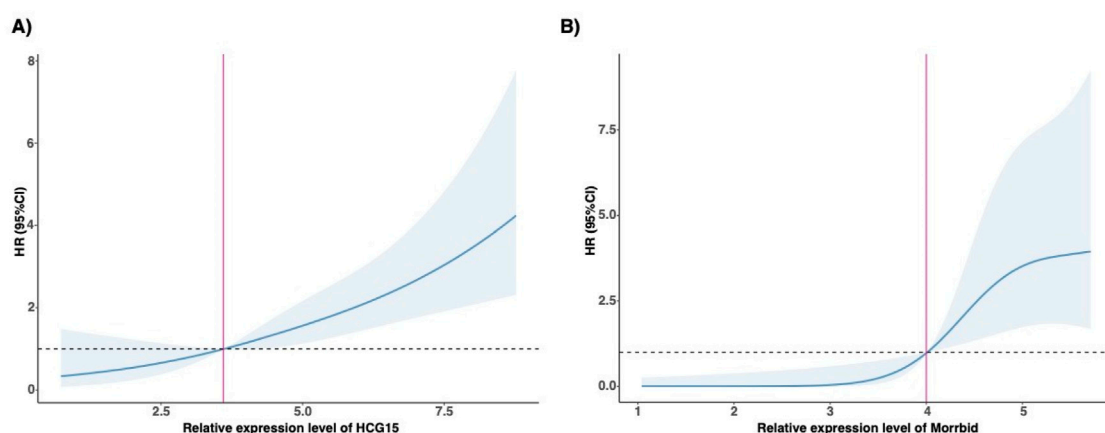 A)
8
6
4
2
0
HR (95%CI)
2.5
5.0
7.5
Relative expression level of HCG15
B)
7.5
5.0
2.5
0.0
HR (95%CI)
1
2
3
4
5
Relative expression level of Morrbid